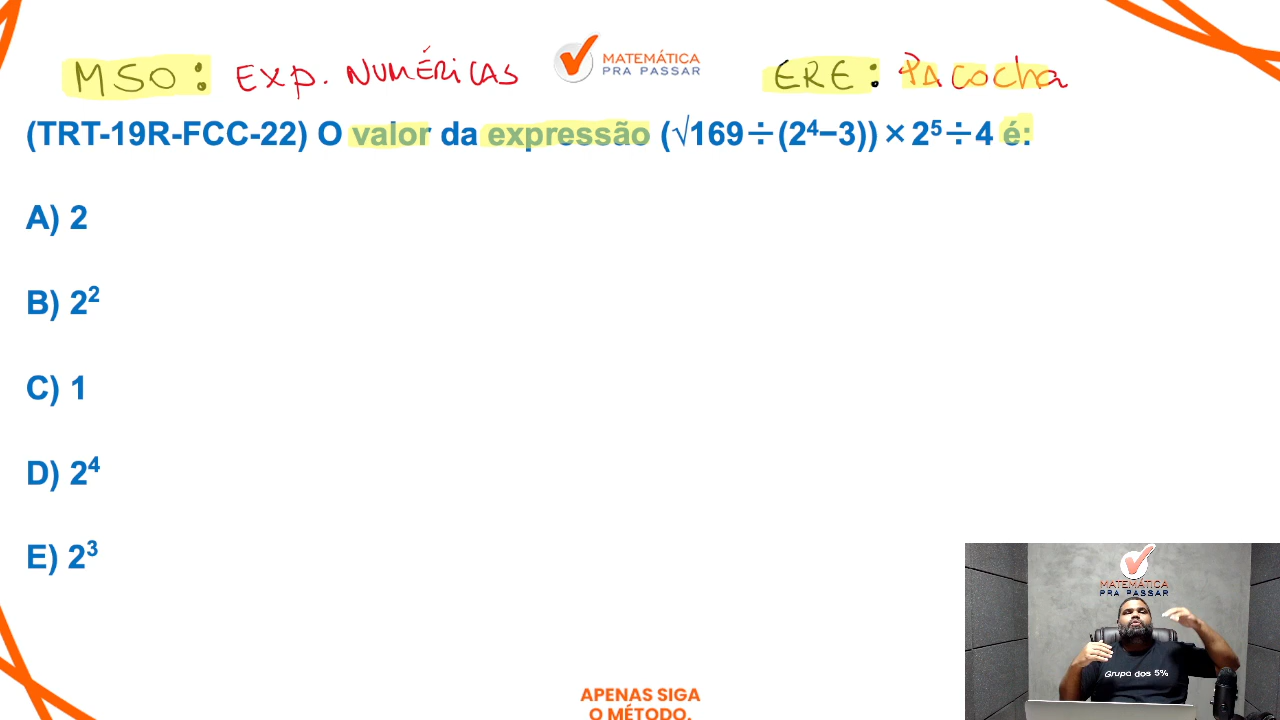 MSO: EXP. NUMÉRICAS
MATEMÁTICA
PRA PASSAR
ERE: PACOCHA
(TRT-19R-FCC-22) O valor da expressão (√169÷(2⁴−3))×2⁵÷4 é:
A) 2
B) 2²
C) 1
D) 2⁴
E) 2³
MATEMÁTICA
PRA PASSAR
Grupo dos 5%
APENAS SIGA
O MÉTODO.